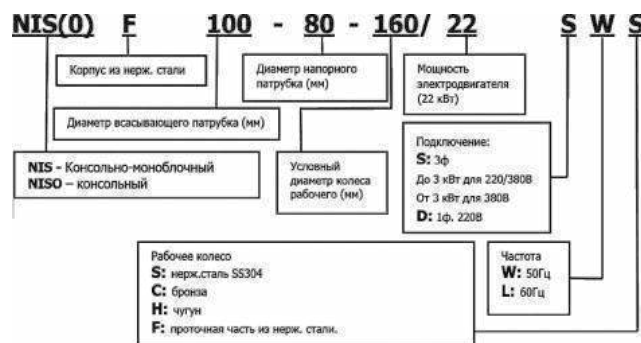 NIS(0) F 100 - 80 - 160/ 22 S W S
Корпус из нерж. стали
Диаметр напорного
патрубка (мм)
Мощность
электродвигателя
(22 кВт)
Диаметр всасывающего патрубка (мм)
NIS - Консольно-моноблочный
NISO – консольный
Условный
диаметр колеса
рабочего (мм)
Подключение:
S: 3ф
До 3 кВт для 220/380В
От 3 кВт для 380В
D: 1ф. 220В
Рабочее колесо
S: нерж.сталь SS304
C: бронза
H: чугун
F: проточная часть из нерж. стали.
Частота
W: 50Гц
L: 60Гц